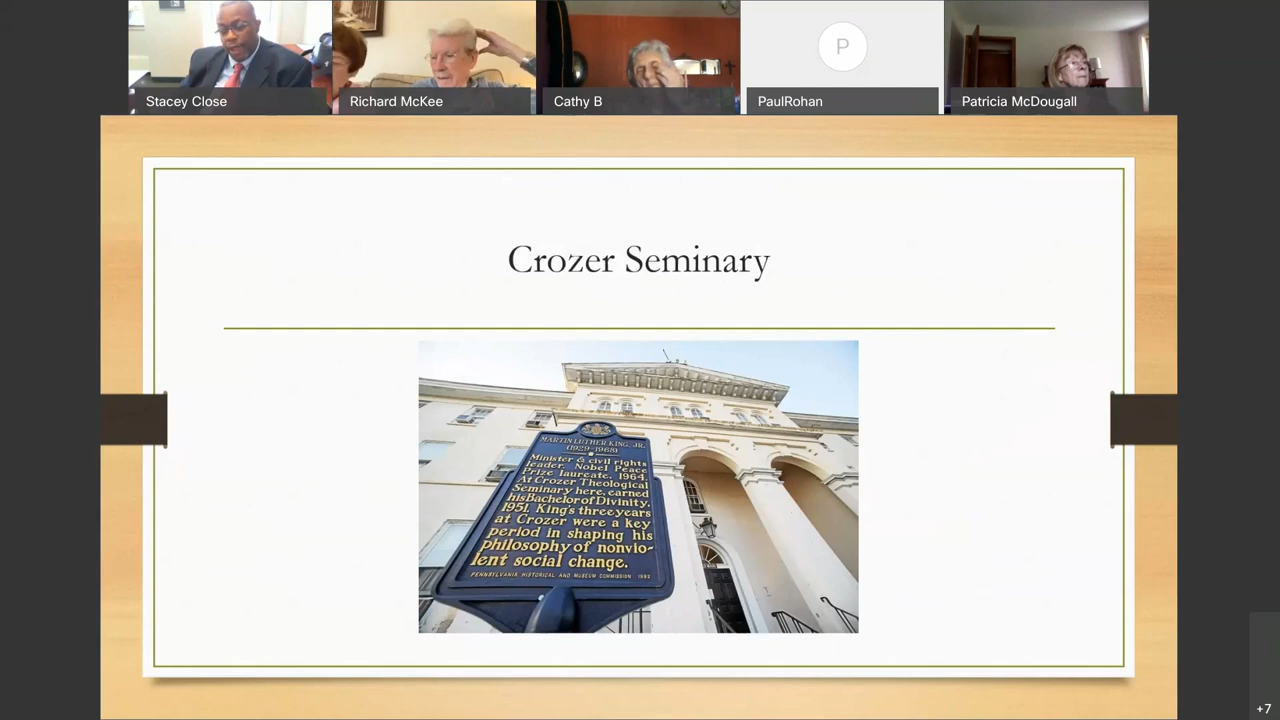 Stacey Close
Richard McKee
Cathy B
P
PaulRohan
Patricia McDougall
Crozer Seminary
MARTIN LUTHER KING, JR.
(1929-1968)
Minister & civil rights
leader. Nobel Peace
Prize laureate, 1964.
At Crozer Theological
Seminary here, earned
his Bachelor of Divinity,
1951. King's three years
at Crozer were a key
period in shaping his
philosophy of nonvio-
lent social change.
PENNSYLVANIA HISTORICAL AND MUSEUM COMMISSION 1992
+7